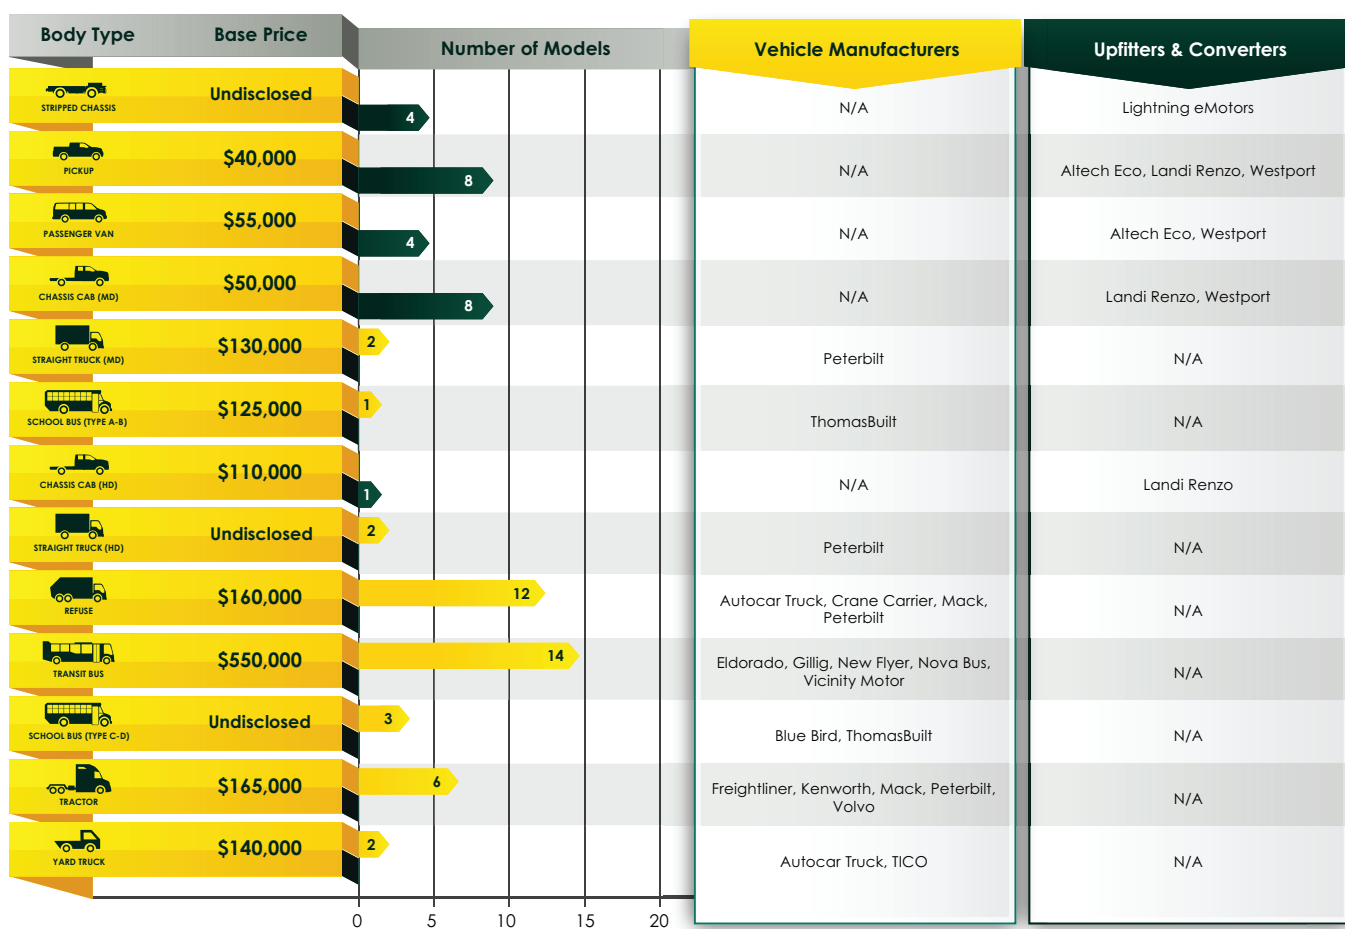 Body Type
Base Price
Number of Models
Vehicle Manufacturers
Upfitters & Converters
STRIPPED CHASSIS
Undisclosed
4
N/A
Lightning eMotors
PICKUP
$40,000
8
N/A
Altech Eco, Landi Renzo, Westport
PASSENGER VAN
$55,000
4
N/A
Altech Eco, Westport
CHASSIS CAB (MD)
$50,000
8
N/A
Landi Renzo, Westport
STRAIGHT TRUCK (MD)
$130,000
2
Peterbilt
N/A
SCHOOL BUS (TYPE A-B)
$125,000
1
ThomasBuilt
N/A
CHASSIS CAB (HD)
$110,000
1
N/A
Landi Renzo
STRAIGHT TRUCK (HD)
Undisclosed
2
Peterbilt
N/A
REFUSE
$160,000
12
Autocar Truck, Crane Carrier, Mack,
Peterbilt
N/A
TRANSIT BUS
$550,000
14
Eldorado, Gillig, New Flyer, Nova Bus,
Vicinity Motor
N/A
SCHOOL BUS (TYPE C-D)
Undisclosed
3
Blue Bird, ThomasBuilt
N/A
TRACTOR
$165,000
6
Freightliner, Kenworth, Mack, Peterbilt,
Volvo
N/A
YARD TRUCK
$140,000
2
Autocar Truck, TICO
N/A
0
5
10
15
20